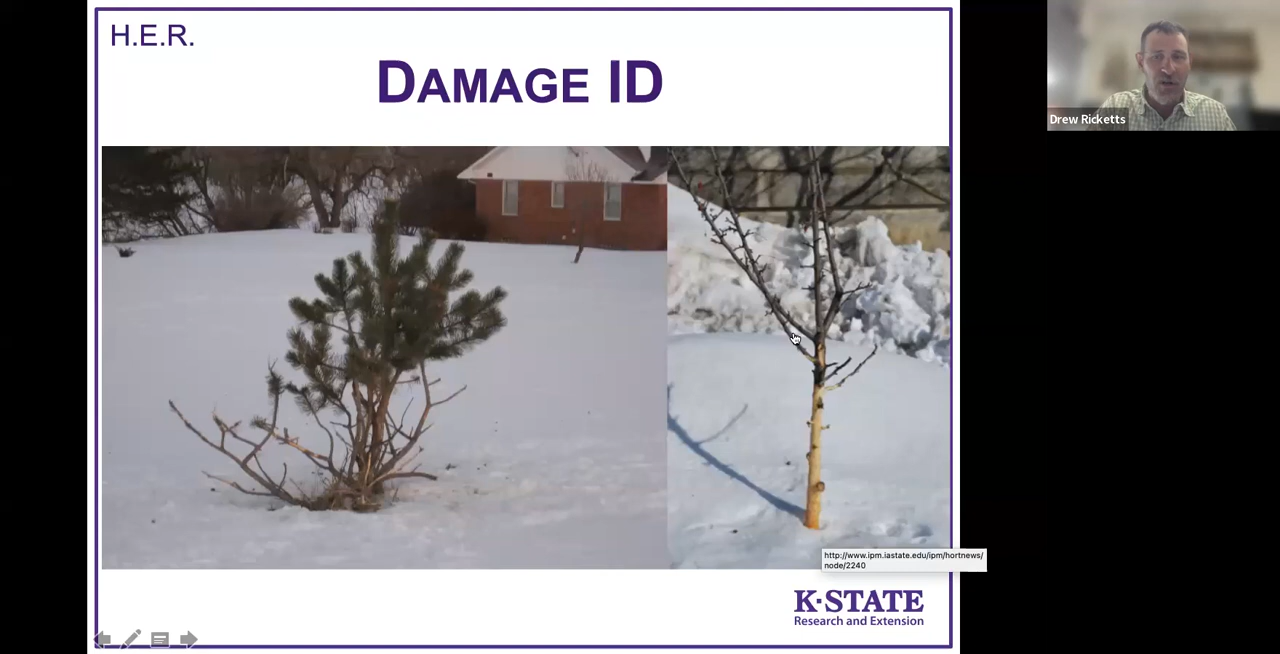 H.E.R.
DAMAGE ID
Drew Ricketts
http://www.ipm.iastate.edu/ipm/hortnews/
node/2240
K·STATE
Research and Extension